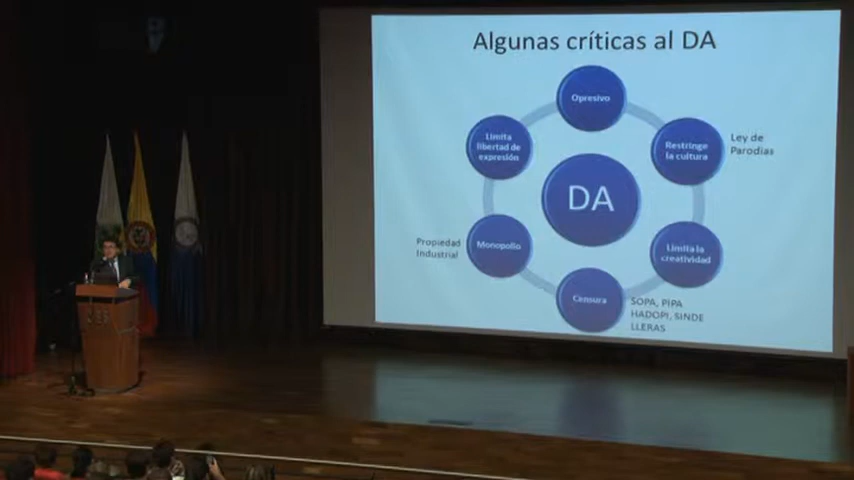 Algunas críticas al DA
Opresivo
Limita
libertad de
expresión
Restringe
la cultura
Ley de
Parodias
DA
Propiedad
Industrial
Monopolio
Limita la
creatividad
Censura
SOPA, PIPA
HADOPI, SINDE
LLERAS